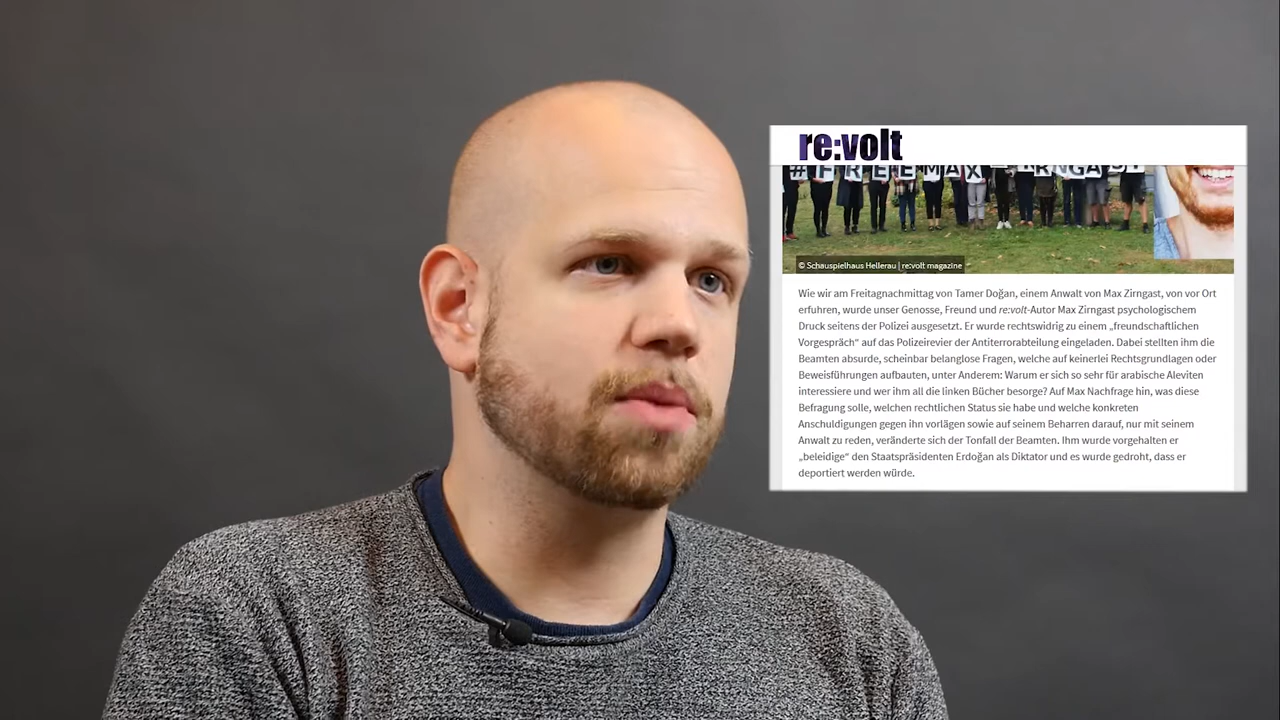 re:volt
#FREEMAX
© Schauspielhaus Hellerau | re:volt magazine
Wie wir am Freitagnachmittag von Tamer Doğan, einem Anwalt von Max Zirngast, von vor Ort
erfuhren, wurde unser Genosse, Freund und re:volt-Autor Max Zirngast psychologischem
Druck seitens der Polizei ausgesetzt. Er wurde rechtswidrig zu einem „freundschaftlichen
Vorgespräch“ auf das Polizeirevier der Antiterrorabteilung eingeladen. Dabei stellten ihm die
Beamten absurde, scheinbar belanglose Fragen, welche auf keinerlei Rechtsgrundlagen oder
Beweisführungen aufbauten, unter Anderem: Warum er sich so sehr für arabische Aleviten
interessiere und wer ihm all die linken Bücher besorge? Auf Max Nachfrage hin, was diese
Befragung solle, welchen rechtlichen Status sie habe und welche konkreten
Anschuldigungen gegen ihn vorlägen sowie auf seinem Beharren darauf, nur mit seinem
Anwalt zu reden, veränderte sich der Tonfall der Beamten. Ihm wurde vorgehalten er
„beleidige“ den Staatspräsidenten Erdoğan als Diktator und es wurde gedroht, dass er
deportiert werden würde.